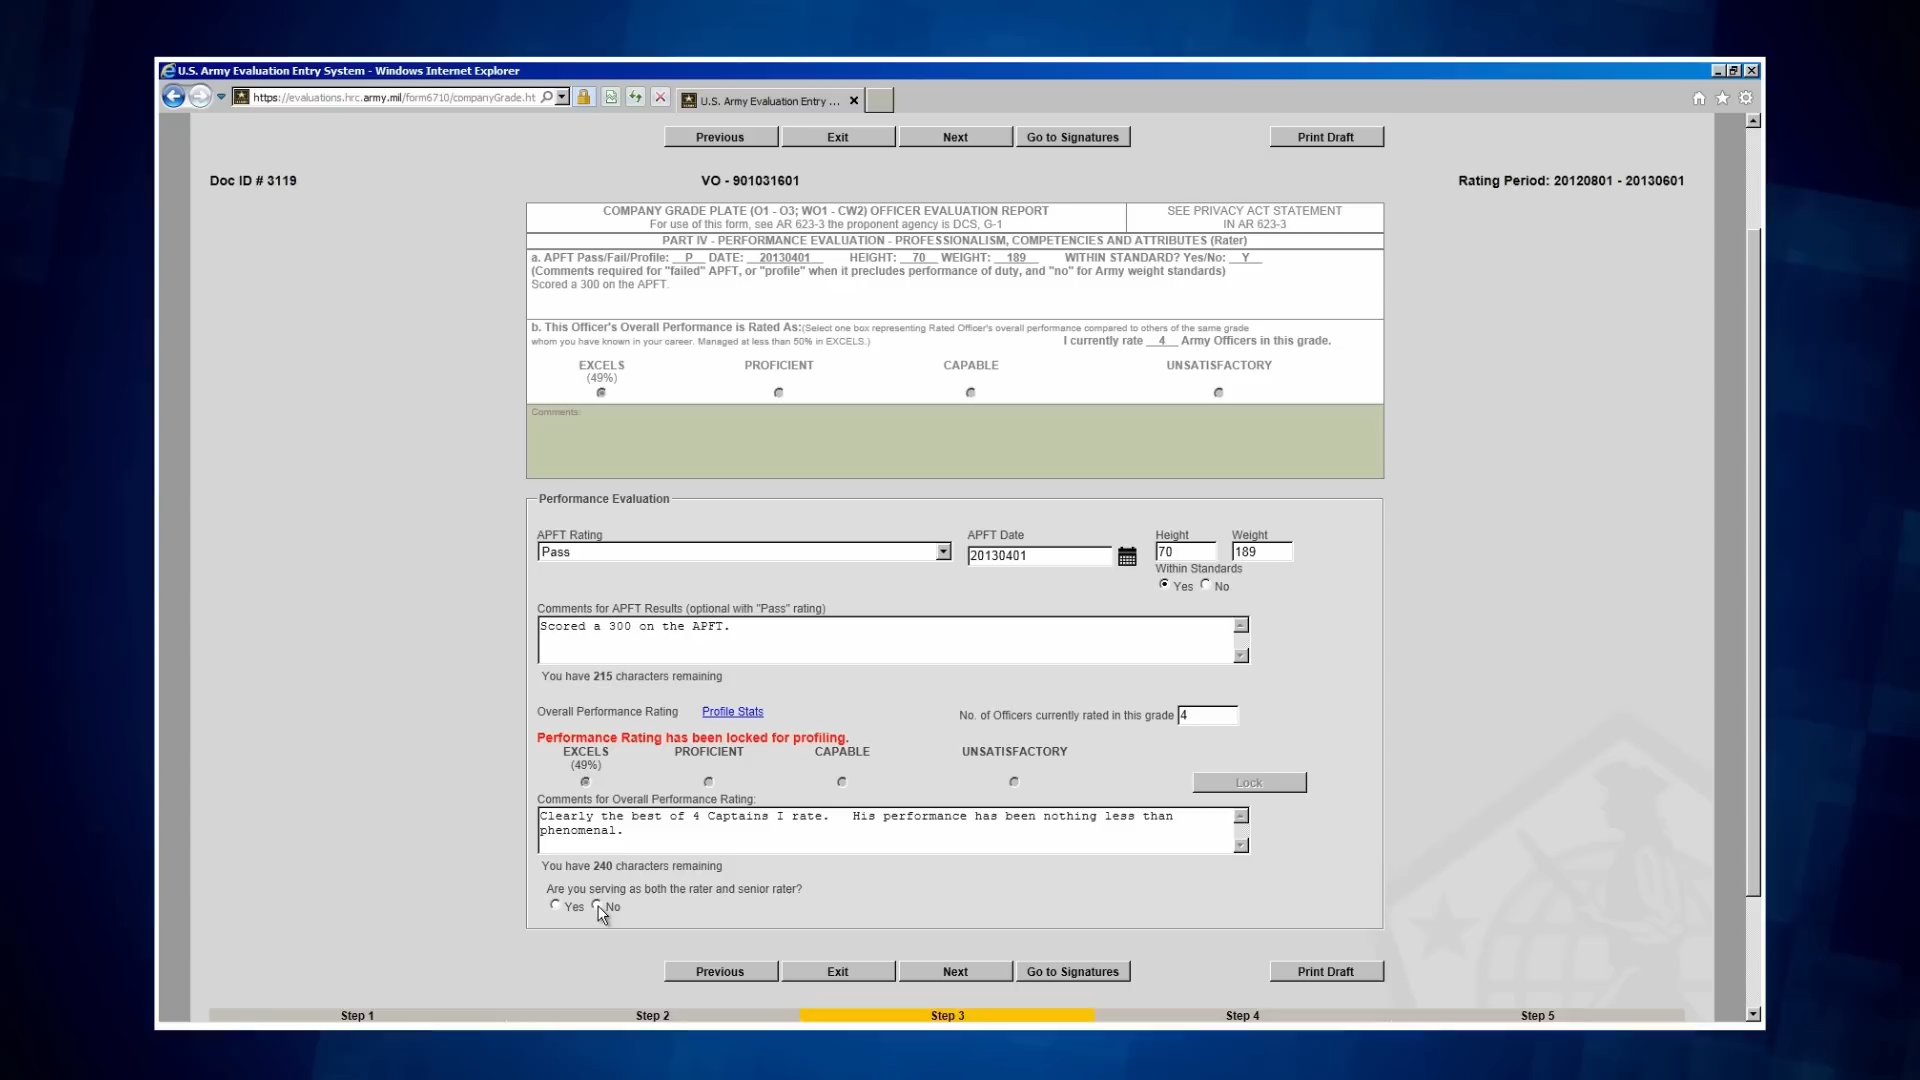 U.S. Army Evaluation Entry System - Windows Internet Explorer
https://evaluations.hrc.army.mil/form6710/companyGrade.ht
U.S. Army Evaluation Entry ...
Previous Exit Next Go to Signatures Print Draft
Doc ID # 3119 VO - 901031601 Rating Period: 20120801 - 20130601
COMPANY GRADE PLATE (O1 - O3; WO1 - CW2) OFFICER EVALUATION REPORT SEE PRIVACY ACT STATEMENT
For use of this form, see AR 623-3 the proponent agency is DCS, G-1 IN AR 623-3
PART IV - PERFORMANCE EVALUATION - PROFESSIONALISM, COMPETENCIES AND ATTRIBUTES (Rater)
a. APFT Pass/Fail/Profile: __P__ DATE: __20130401__ HEIGHT: __70__ WEIGHT: __189__ WITHIN STANDARD? Yes/No: __Y__
(Comments required for "failed" APFT, or "profile" when it precludes performance of duty, and "no" for Army weight standards)
Scored a 300 on the APFT.
b. This Officer's Overall Performance is Rated As:(Select one box representing Rated Officer's overall performance compared to others of the same grade
whom you have known in your career. Managed at less than 50% in EXCELS.) I currently rate __4__ Army Officers in this grade.
EXCELS PROFICIENT CAPABLE UNSATISFACTORY
(49%)
Comments:
Performance Evaluation
APFT Rating APFT Date Height Weight
Pass 20130401 70 189
Within Standards
Yes No
Comments for APFT Results (optional with "Pass" rating)
Scored a 300 on the APFT.
You have 215 characters remaining
Overall Performance Rating Profile Stats No. of Officers currently rated in this grade 4
Performance Rating has been locked for profiling.
EXCELS PROFICIENT CAPABLE UNSATISFACTORY
(49%)
Lock
Comments for Overall Performance Rating:
Clearly the best of 4 Captains I rate. His performance has been nothing less than
phenomenal.
You have 240 characters remaining
Are you serving as both the rater and senior rater?
Yes No
Previous Exit Next Go to Signatures Print Draft
Step 1 Step 2 Step 3 Step 4 Step 5